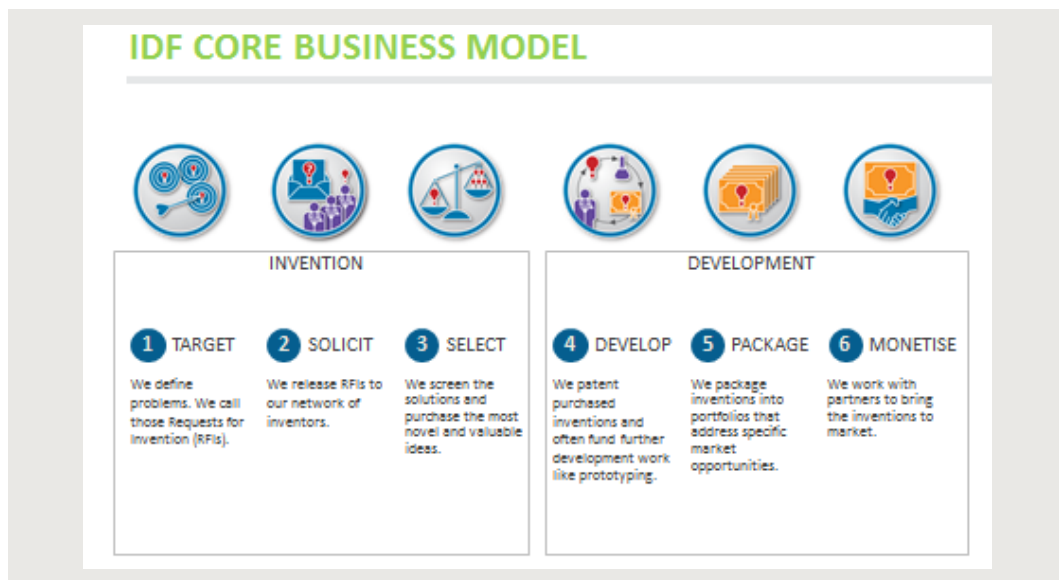 IDF CORE BUSINESS MODEL
INVENTION
1 TARGET
We define
problems. We call
those Requests for
Invention (RFIs).
2 SOLICIT
We release RFIs to
our network of
inventors.
3 SELECT
We screen the
solutions and
purchase the most
novel and valuable
ideas.
DEVELOPMENT
4 DEVELOP
We patent
purchased
inventions and
often fund further
development work
like prototyping.
5 PACKAGE
We package
inventions into
portfolios that
address specific
market
opportunities.
6 MONETISE
We work with
partners to bring
the inventions to
market.